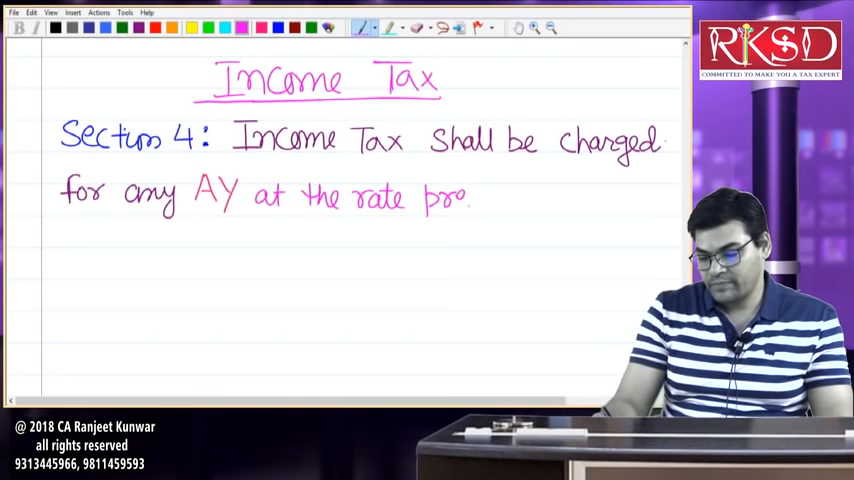 File Edit View Insert Actions Tools Help
B I
Income Tax
Section 4: Income Tax shall be charged
for any AY at the rate pro.
RKSD
COMMITTED TO MAKE YOU A TAX EXPERT
@ 2018 CA Ranjeet Kunwar
all rights reserved
9313445966, 9811459593